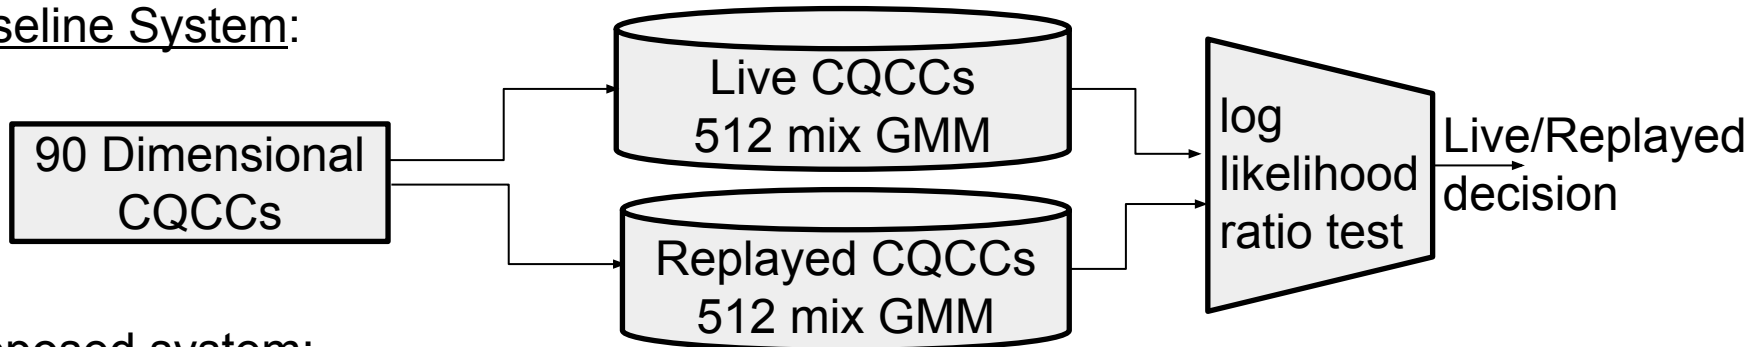 seline System:
90 Dimensional
CQCCs
Live CQCCs
512 mix GMM
Replayed CQCCs
512 mix GMM
log
likelihood
ratio test
Live/Replayed
decision
posed system: